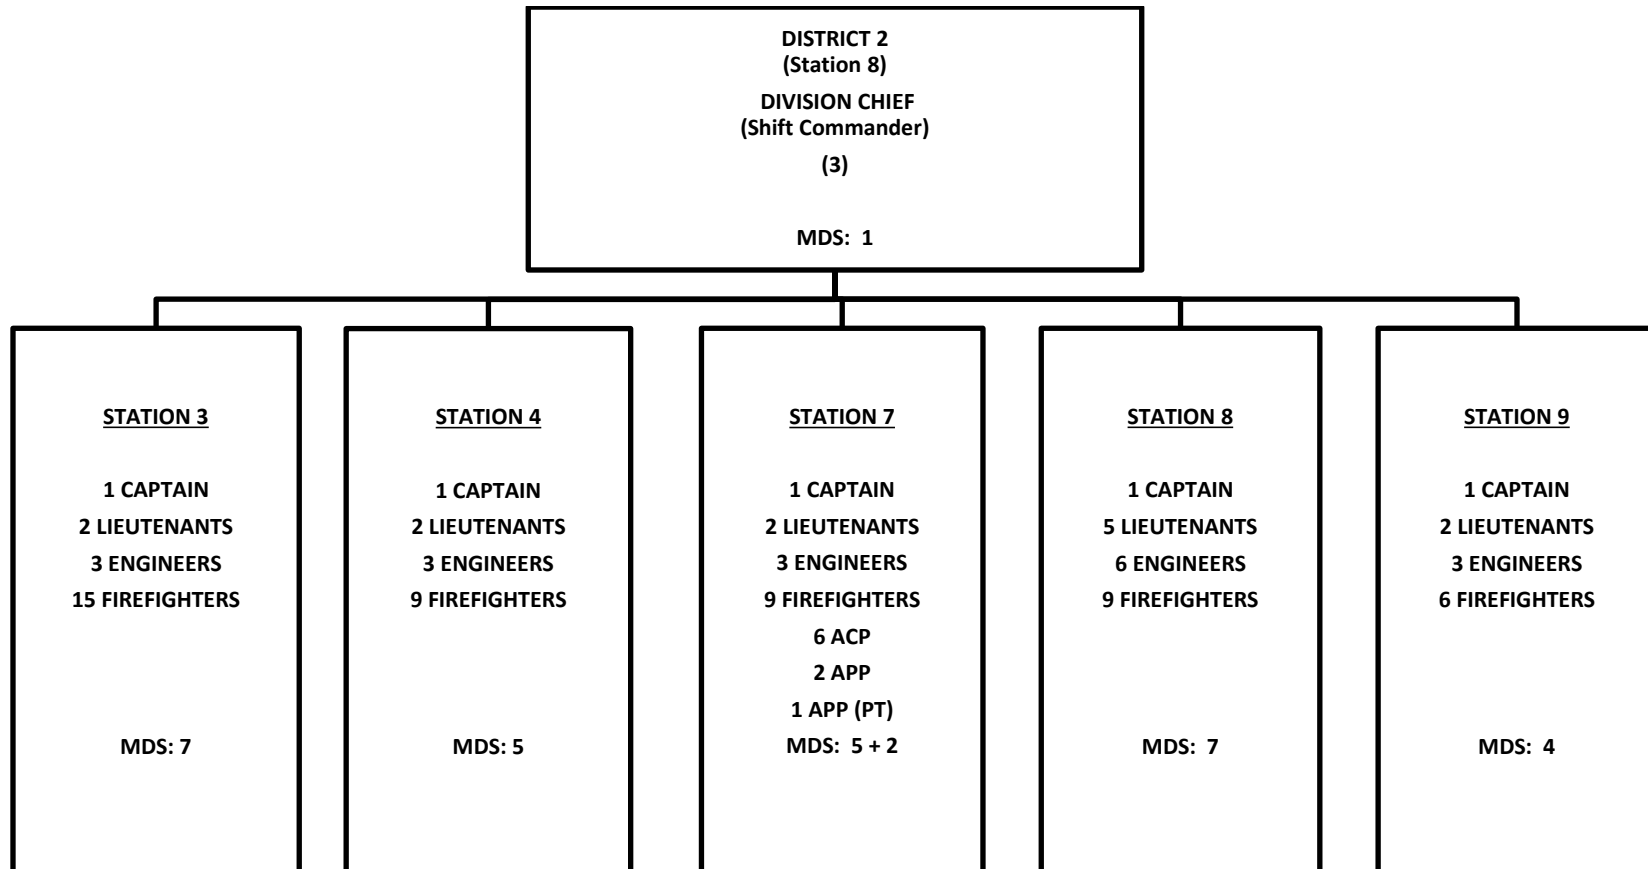 DISTRICT 2
(Station 8)
DIVISION CHIEF
(Shift Commander)
(3)
MDS: 1
STATION 3
1 CAPTAIN
2 LIEUTENANTS
3 ENGINEERS
15 FIREFIGHTERS
MDS: 7
STATION 4
1 CAPTAIN
2 LIEUTENANTS
3 ENGINEERS
9 FIREFIGHTERS
MDS: 5
STATION 7
1 CAPTAIN
2 LIEUTENANTS
3 ENGINEERS
9 FIREFIGHTERS
6 ACP
2 APP
1 APP (PT)
MDS: 5 + 2
STATION 8
1 CAPTAIN
5 LIEUTENANTS
6 ENGINEERS
9 FIREFIGHTERS
MDS: 7
STATION 9
1 CAPTAIN
2 LIEUTENANTS
3 ENGINEERS
6 FIREFIGHTERS
MDS: 4